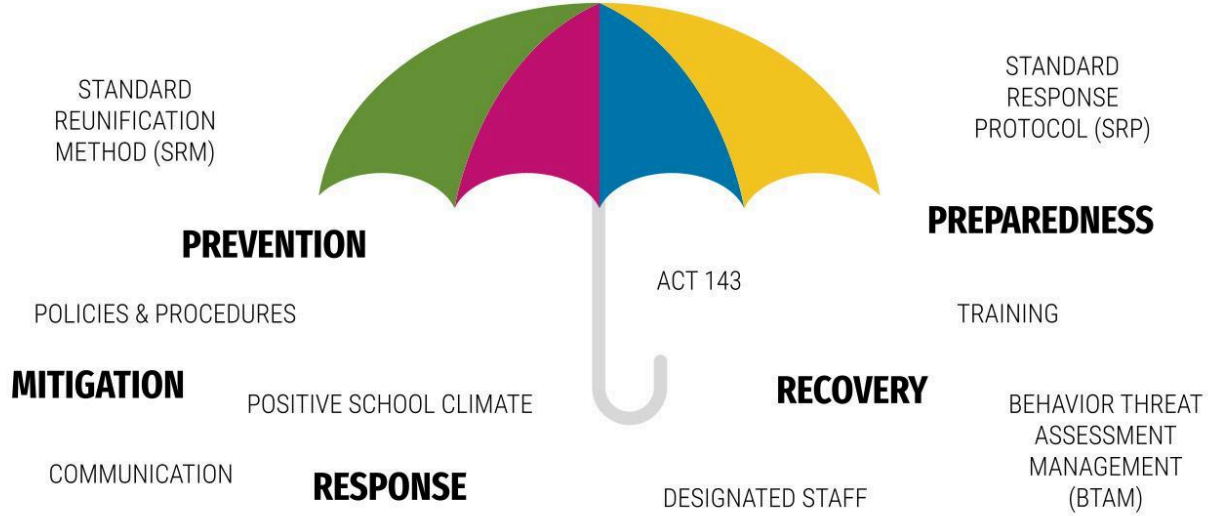 STANDARD
REUNIFICATION
METHOD (SRM)
STANDARD
RESPONSE
PROTOCOL (SRP)
PREVENTION
PREPAREDNESS
ACT 143
POLICIES & PROCEDURES
TRAINING
MITIGATION
RECOVERY
POSITIVE SCHOOL CLIMATE
BEHAVIOR THREAT
ASSESSMENT
MANAGEMENT
(BTAM)
COMMUNICATION
RESPONSE
DESIGNATED STAFF